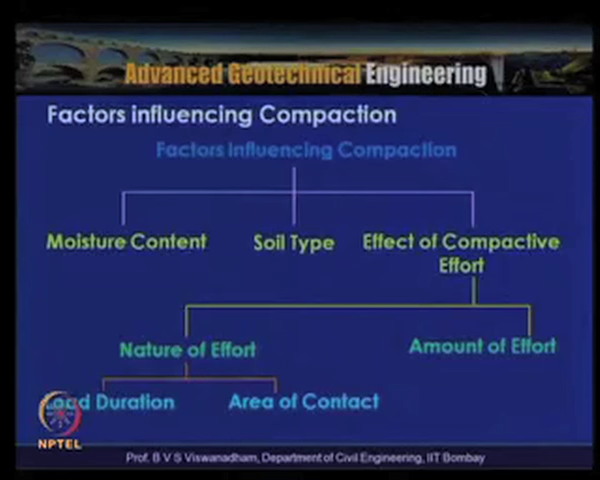 Advanced Geotechnical Engineering
Factors influencing Compaction
Factors Influencing Compaction
Moisture Content
Soil Type
Effect of Compactive
Effort
Nature of Effort
Amount of Effort
Load Duration
Area of Contact
NPTEL
Prof. B V S Viswanadham, Department of Civil Engineering, IIT Bombay